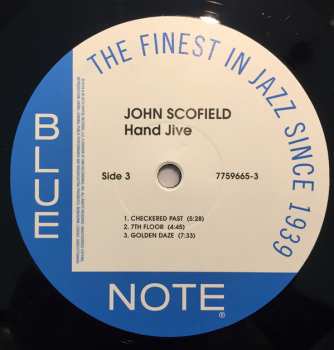 THE FINEST IN JAZZ SINCE 1939
BLUE
NOTE®
JOHN SCOFIELD
Hand Jive
Side 3 7759665-3
1. CHECKERED PAST (5:28)
2. 7TH FLOOR (4:45)
3. GOLDEN DAZE (7:33)